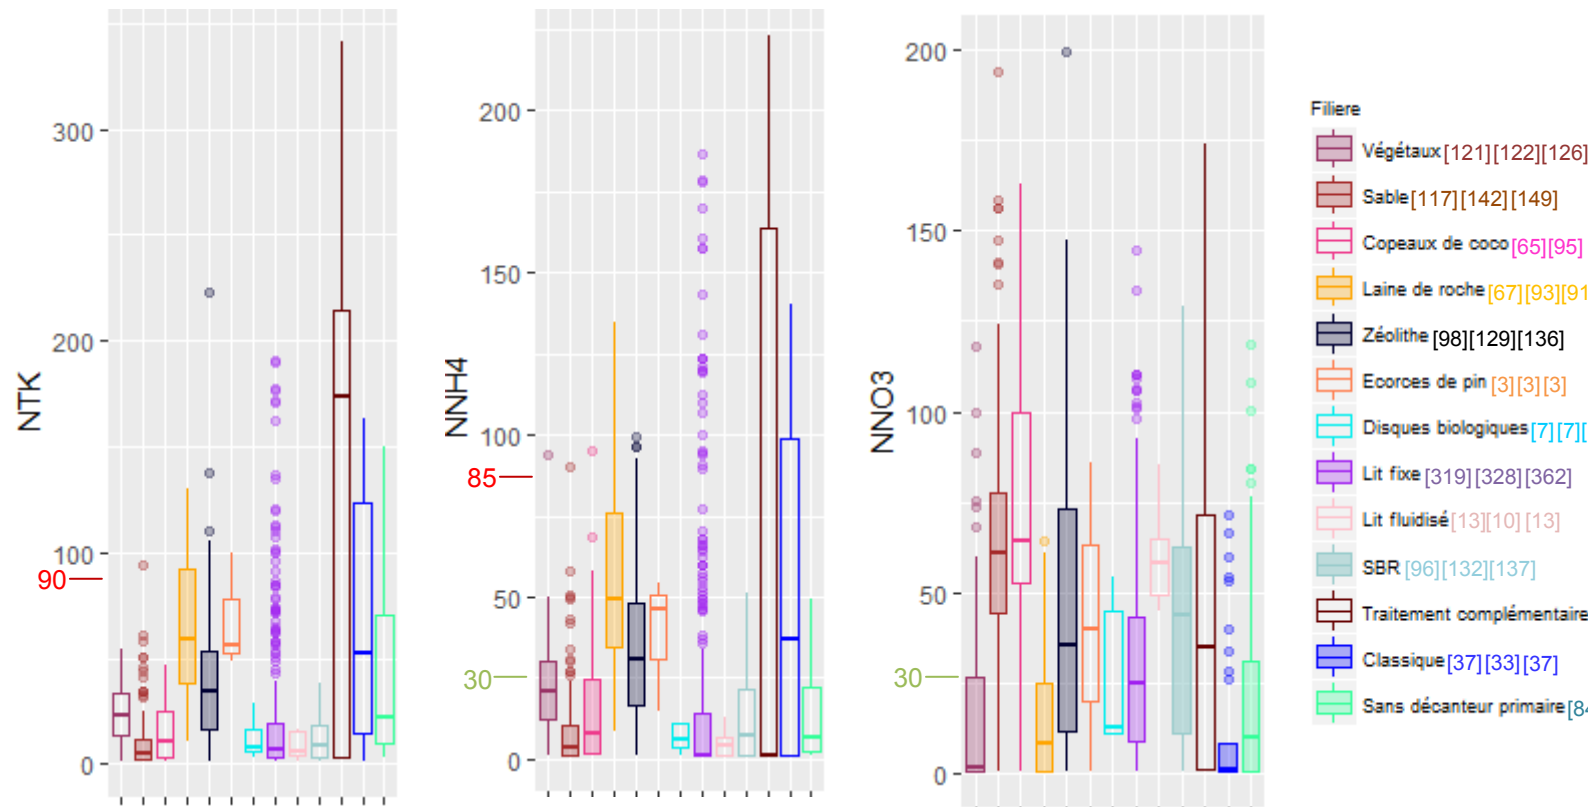 NTK
300
200
100
90
0
NNH4
200
150
100
85
50
30
0
NNO3
200
150
100
50
30
0
Filiere
Végétaux [121][122][126]
Sable [117][142][149]
Copeaux de coco [65][95]
Laine de roche [67][93][91
Zéolithe [98][129][136]
Ecorces de pin [3][3][3]
Disques biologiques [7][7][
Lit fixe [319][328][362]
Lit fluidisé [13][10] [13]
SBR [96][132][137]
Traitement complémentaire
Classique [37][33][37]
Sans décanteur primaire [84